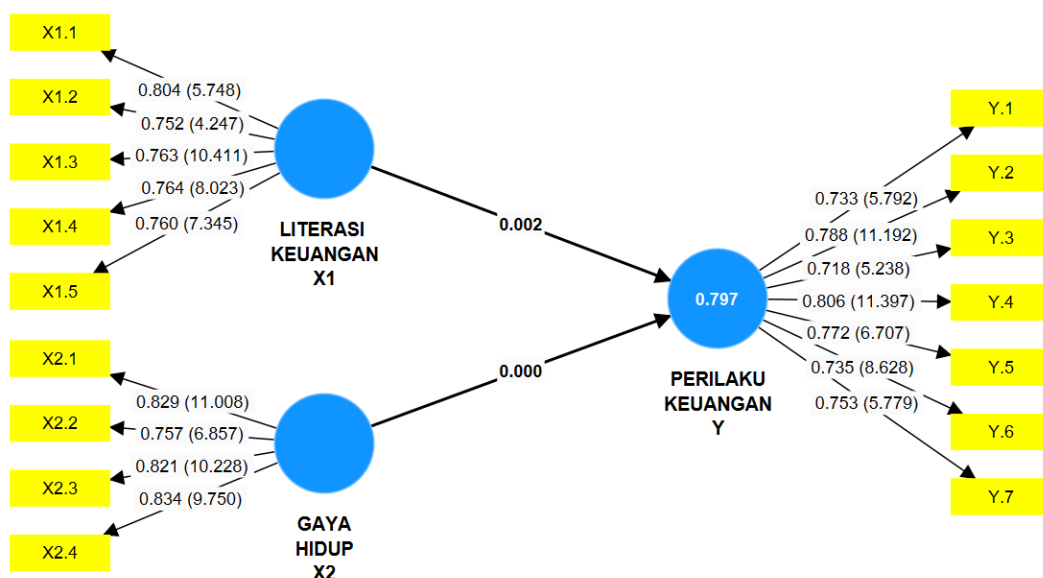 X1.1
X1.2
X1.3
X1.4
X1.5
0.804 (5.748)
0.752 (4.247)
0.763 (10.411)
0.764 (8.023)
0.760 (7.345)
LITERASI
KEUANGAN
X1
0.002
X2.1
X2.2
X2.3
X2.4
0.829 (11.008)
0.757 (6.857)
0.821 (10.228)
0.834 (9.750)
GAYA
HIDUP
X2
0.000
0.797
PERILAKU
KEUANGAN
Y
0.733 (5.792)
0.788 (11.192)
0.718 (5.238)
0.806 (11.397)
0.772 (6.707)
0.735 (8.628)
0.753 (5.779)
Y.1
Y.2
Y.3
Y.4
Y.5
Y.6
Y.7